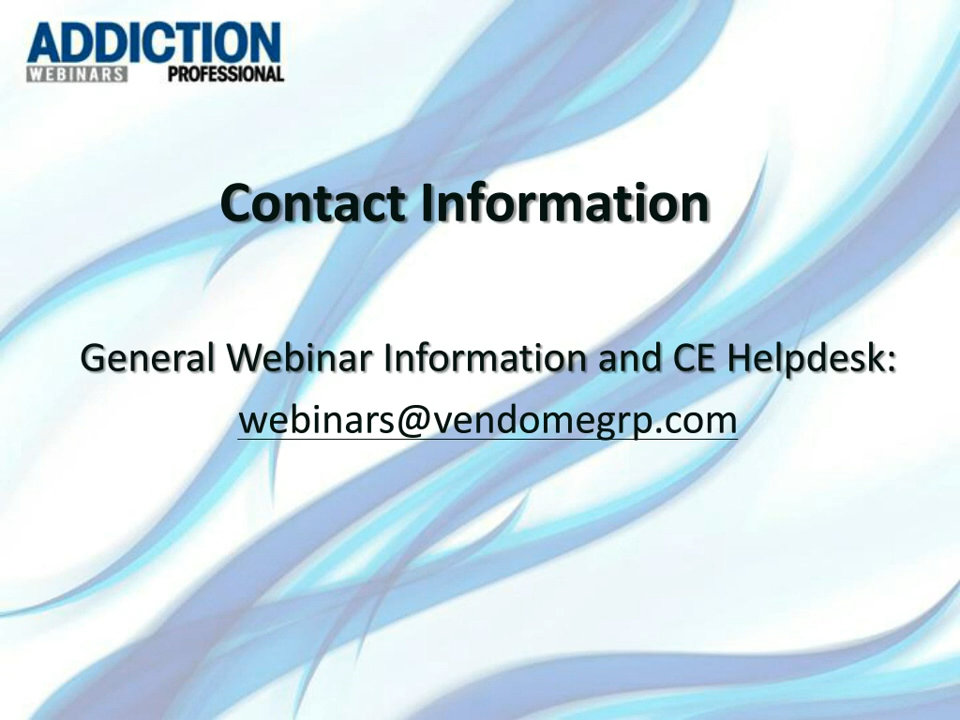 ADDICTION
WEBINARS PROFESSIONAL
Contact Information
General Webinar Information and CE Helpdesk:
webinars@vendomegrp.com